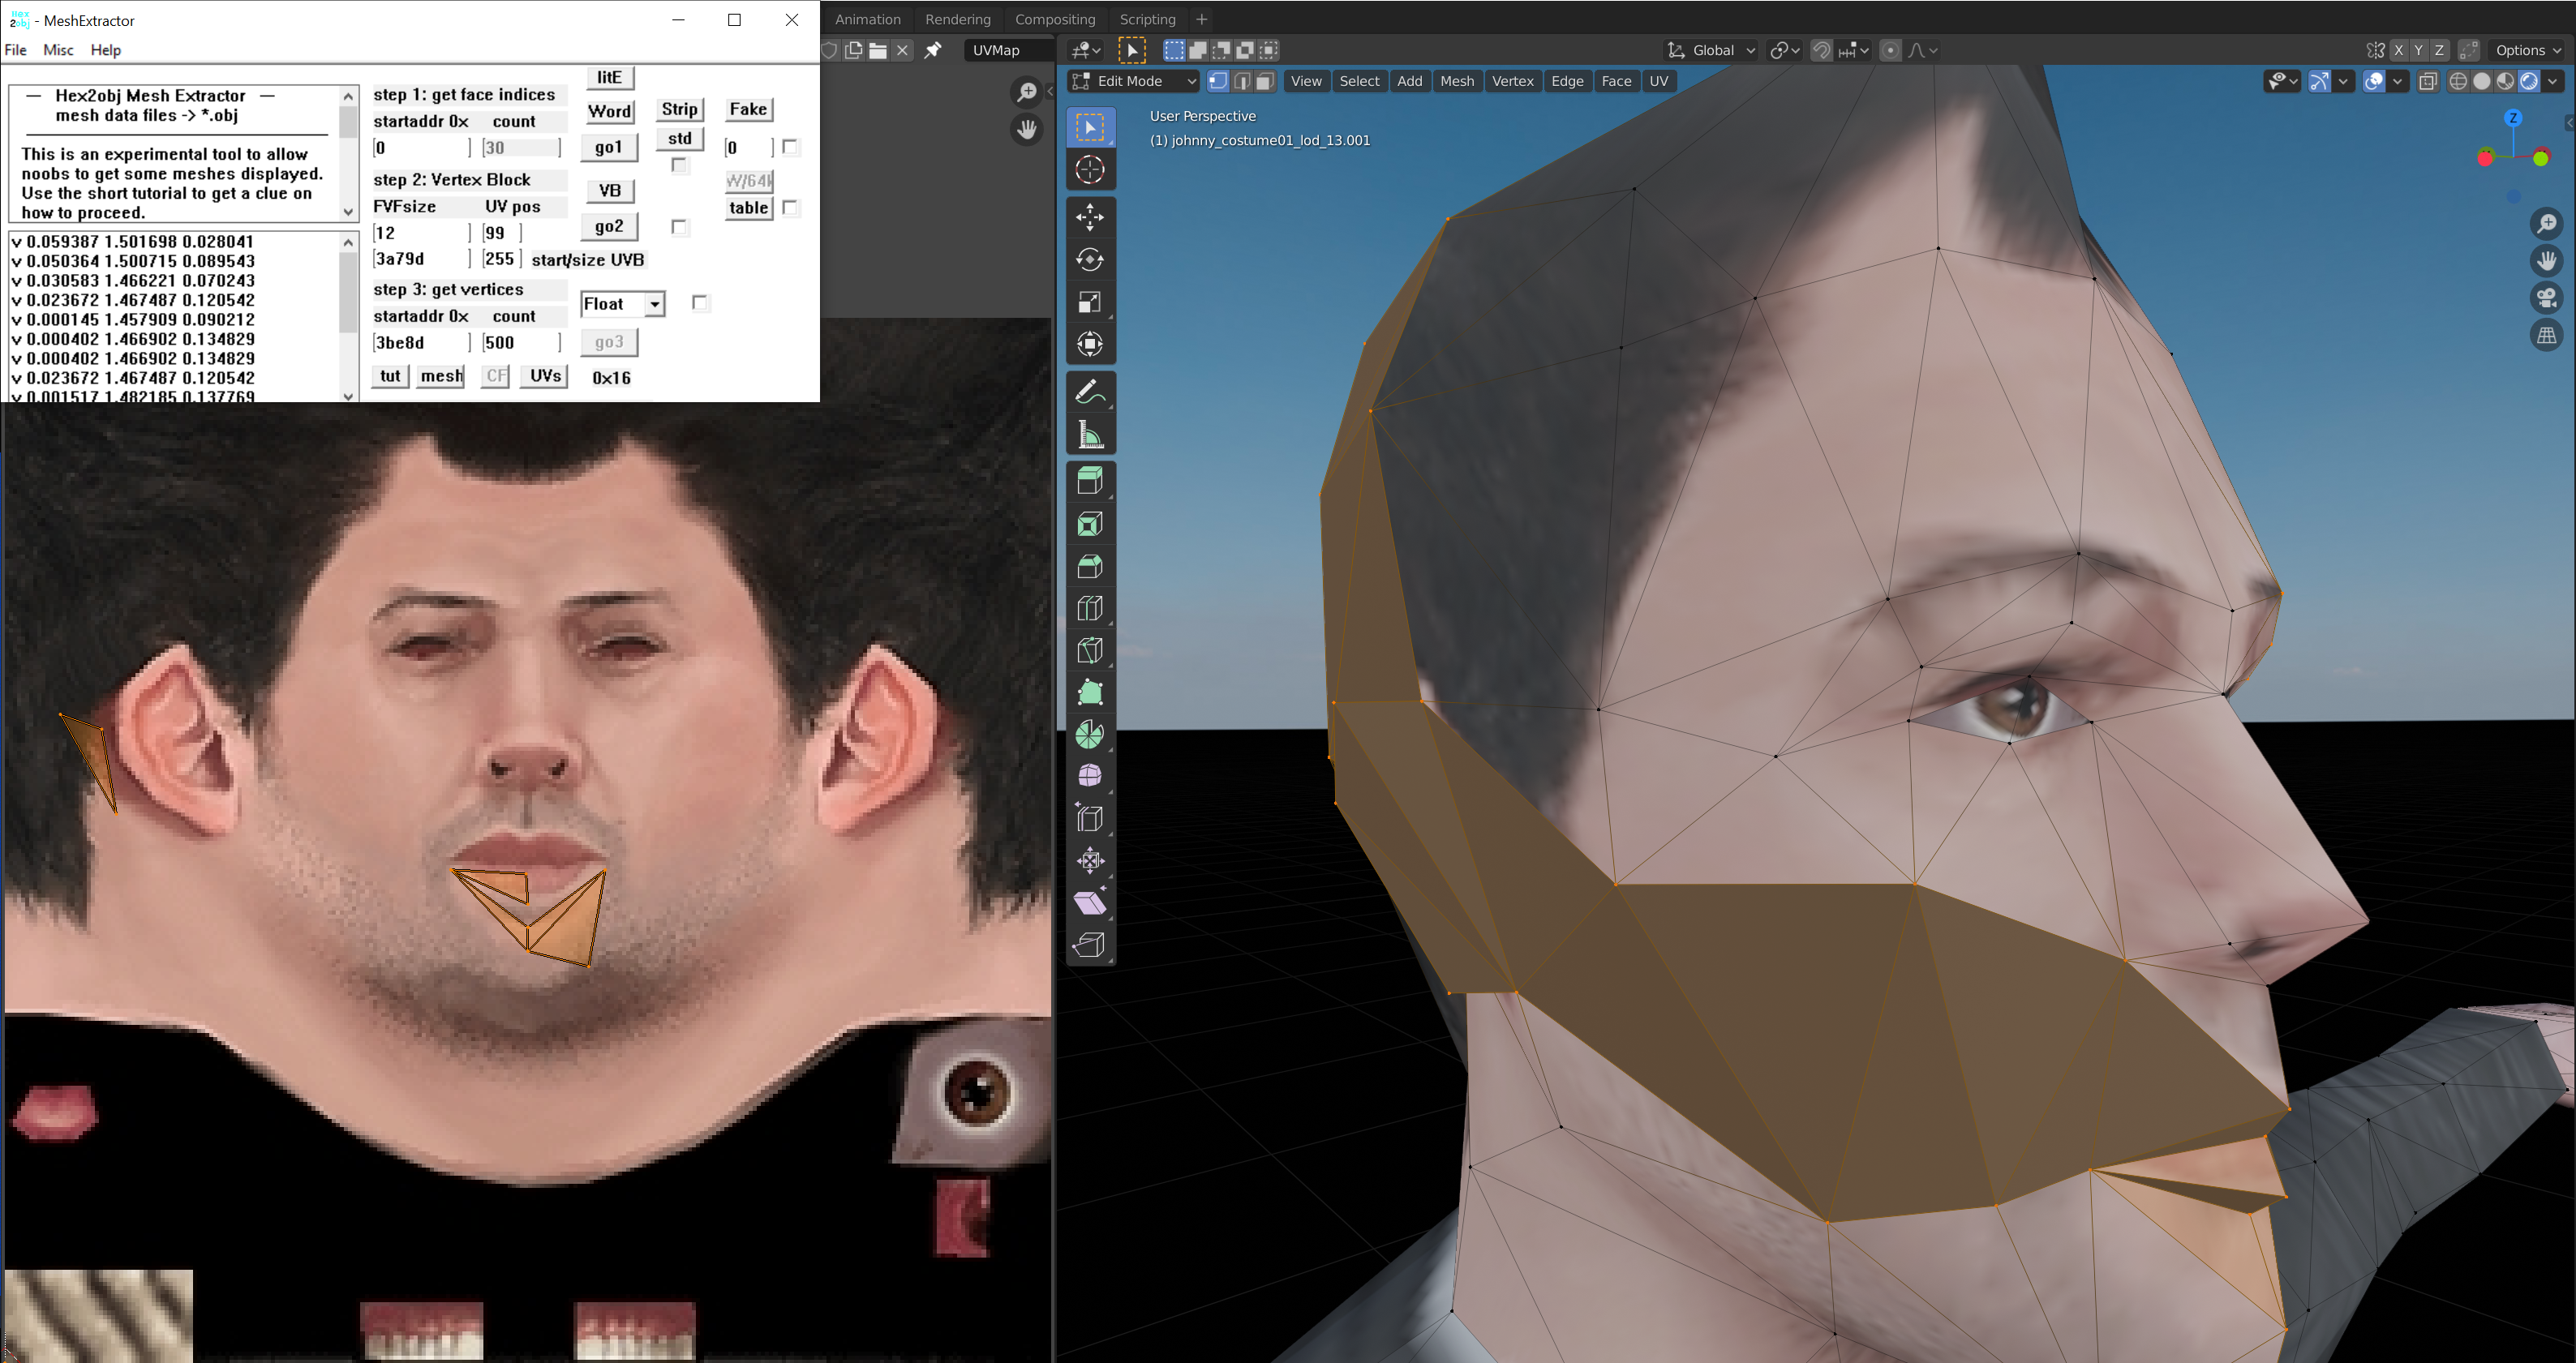 - MeshExtractor
File Misc Help
— Hex2obj Mesh Extractor —
mesh data files -> *.obj
This is an experimental tool to allow
noobs to get some meshes displayed.
Use the short tutorial to get a clue on
how to proceed.
v 0.059387 1.501698 0.028041
v 0.050364 1.500715 0.089543
v 0.030583 1.466221 0.070243
v 0.023672 1.467487 0.120542
v 0.000145 1.457909 0.090212
v 0.000402 1.466902 0.134829
v 0.000402 1.466902 0.134829
v 0.023672 1.467487 0.120542
v 0.001517 1.482185 0.137769
litE
step 1: get face indices
Word Strip Fake
startaddr 0x count
std
[0 ] [30 ] go1 [0 ]
step 2: Vertex Block
VB W/64k
FVFsize UV pos table
[12 ] [99 ] go2
[3a79d ] [255 ] start/size UVB
step 3: get vertices
Float
startaddr 0x count
[3be8d ] [500 ] go3
tut mesh CF UVs 0x16
Animation Rendering Compositing Scripting +
UVMap
Global X Y Z Options
Edit Mode View Select Add Mesh Vertex Edge Face UV
User Perspective
(1) johnny_costume01_lod_13.001
Z